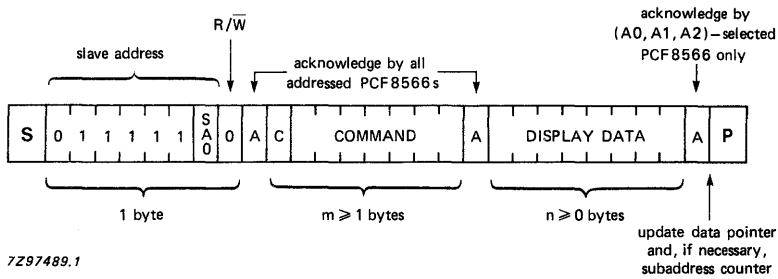 R/W̅
slave address
acknowledge by all
addressed PCF8566s
acknowledge by
(A0, A1, A2)–selected
PCF8566 only
S 0 1 1 1 1 1 SA0 0 A C COMMAND A DISPLAY DATA A P
1 byte
m ⩾ 1 bytes
n ⩾ 0 bytes
update data pointer
and, if necessary,
subaddress counter
7Z97489.1